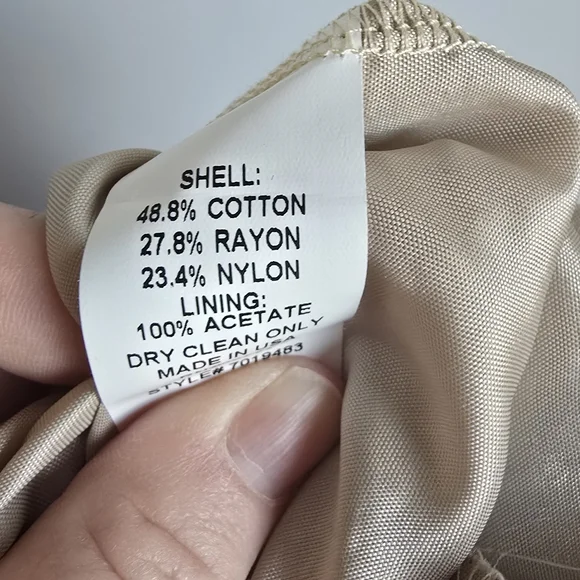 SHELL:
48.8% COTTON
27.8% RAYON
23.4% NYLON
LINING:
100% ACETATE
DRY CLEAN ONLY
MADE IN USA
STYLE# 7019483